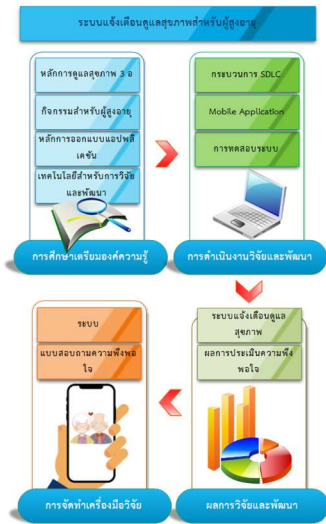 ระบบแจ้งเตือนดูแลสุขภาพสำหรับผู้สูงอายุ
หลักการดูแลสุขภาพ 3 อ
กิจกรรมสำหรับผู้สูงอายุ
หลักการออกแบบแอปพลิ
เคชัน
เทคโนโลยีสำหรับการวิจัย
และพัฒนา
การศึกษาเตรียมองค์ความรู้
กระบวนการ SDLC
Mobile Application
การทดสอบระบบ
การดำเนินงานวิจัยและพัฒนา
ระบบแจ้งเตือนดูแล
สุขภาพ
ผลการประเมินความพึง
พอใจ
ผลการวิจัยและพัฒนา
ระบบ
แบบสอบถามความพึงพอ
ใจ
การจัดทำเครื่องมือวิจัย